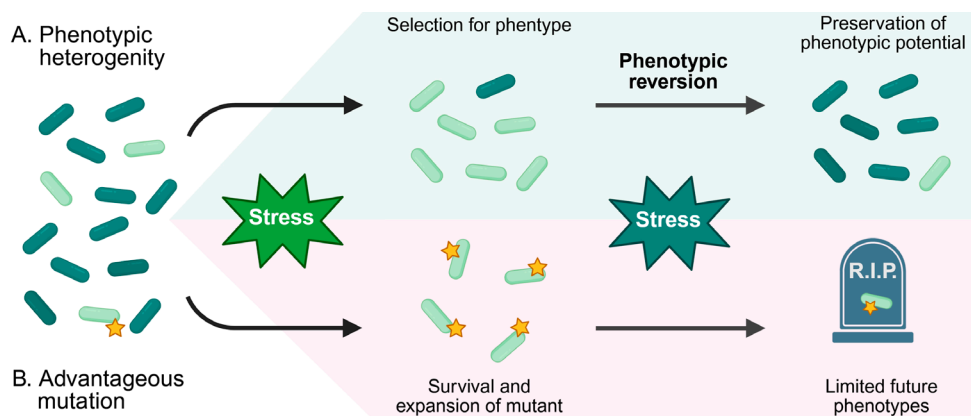 A. Phenotypic
heterogenity
Selection for phentype
Preservation of
phenotypic potential
Phenotypic
reversion
Stress
Stress
R.I.P.
B. Advantageous
mutation
Survival and
expansion of mutant
Limited future
phenotypes